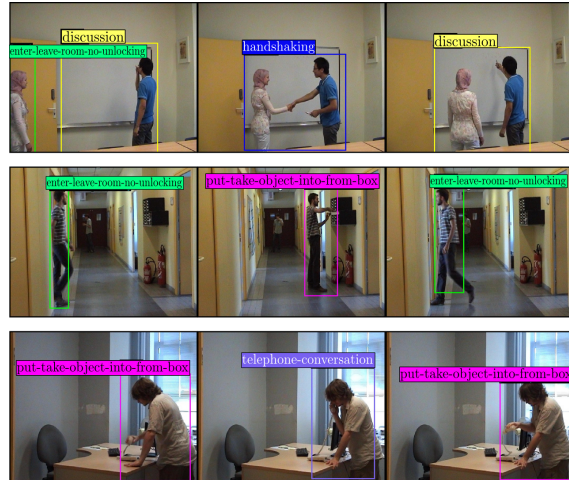 discussion
enter-leave-room-no-unlocking
handshaking
discussion
enter-leave-room-no-unlocking
put-take-object-into-from-box
enter-leave-room-no-unlocking
put-take-object-into-from-box
telephone-conversation
put-take-object-into-from-box